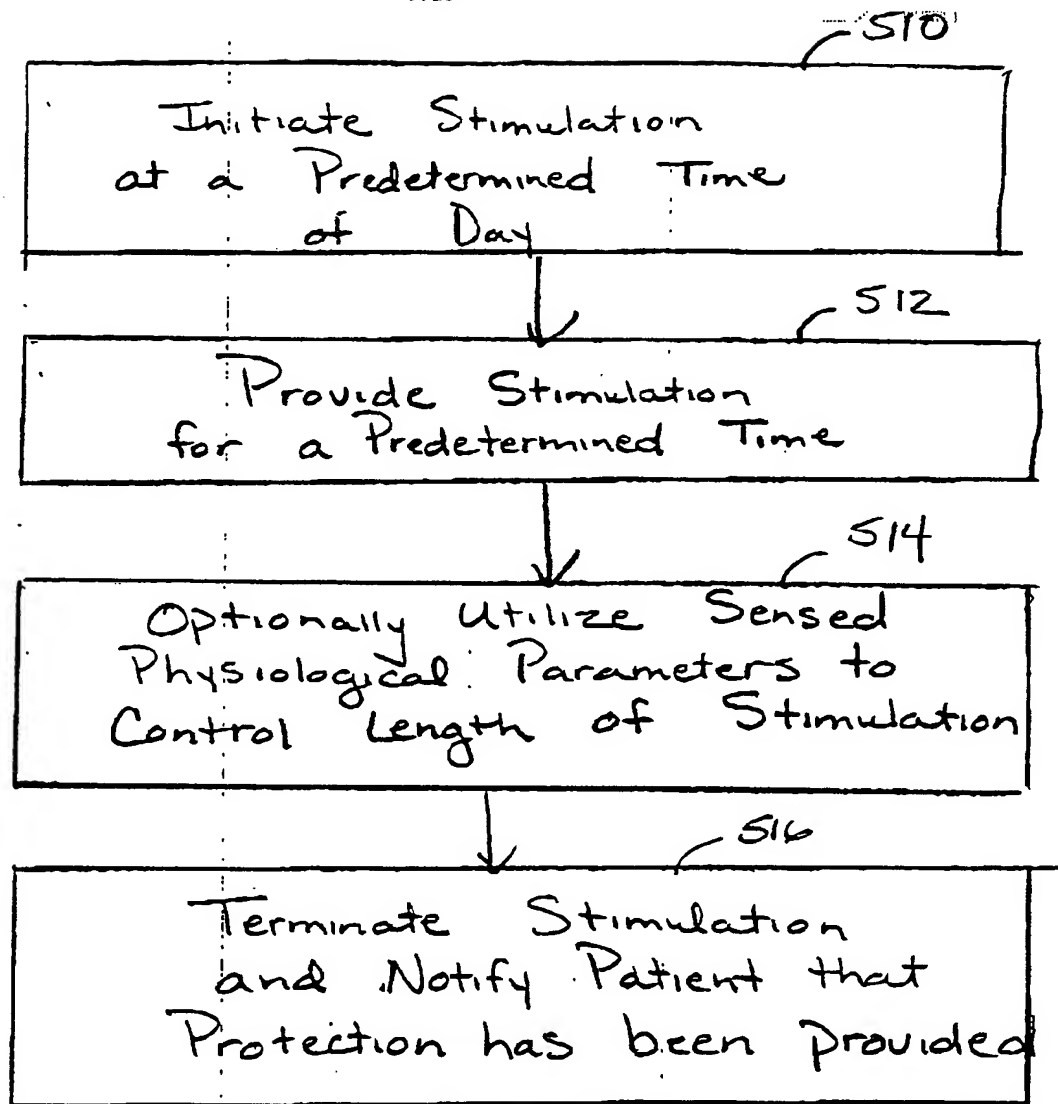 510
Initiate Stimulation
at a Predetermined Time
of Day
512
Provide Stimulation
for a Predetermined Time
514
Optionally Utilize Sensed
Physiological Parameters to
Control Length of Stimulation
516
Terminate Stimulation
and Notify Patient that
Protection has been provided